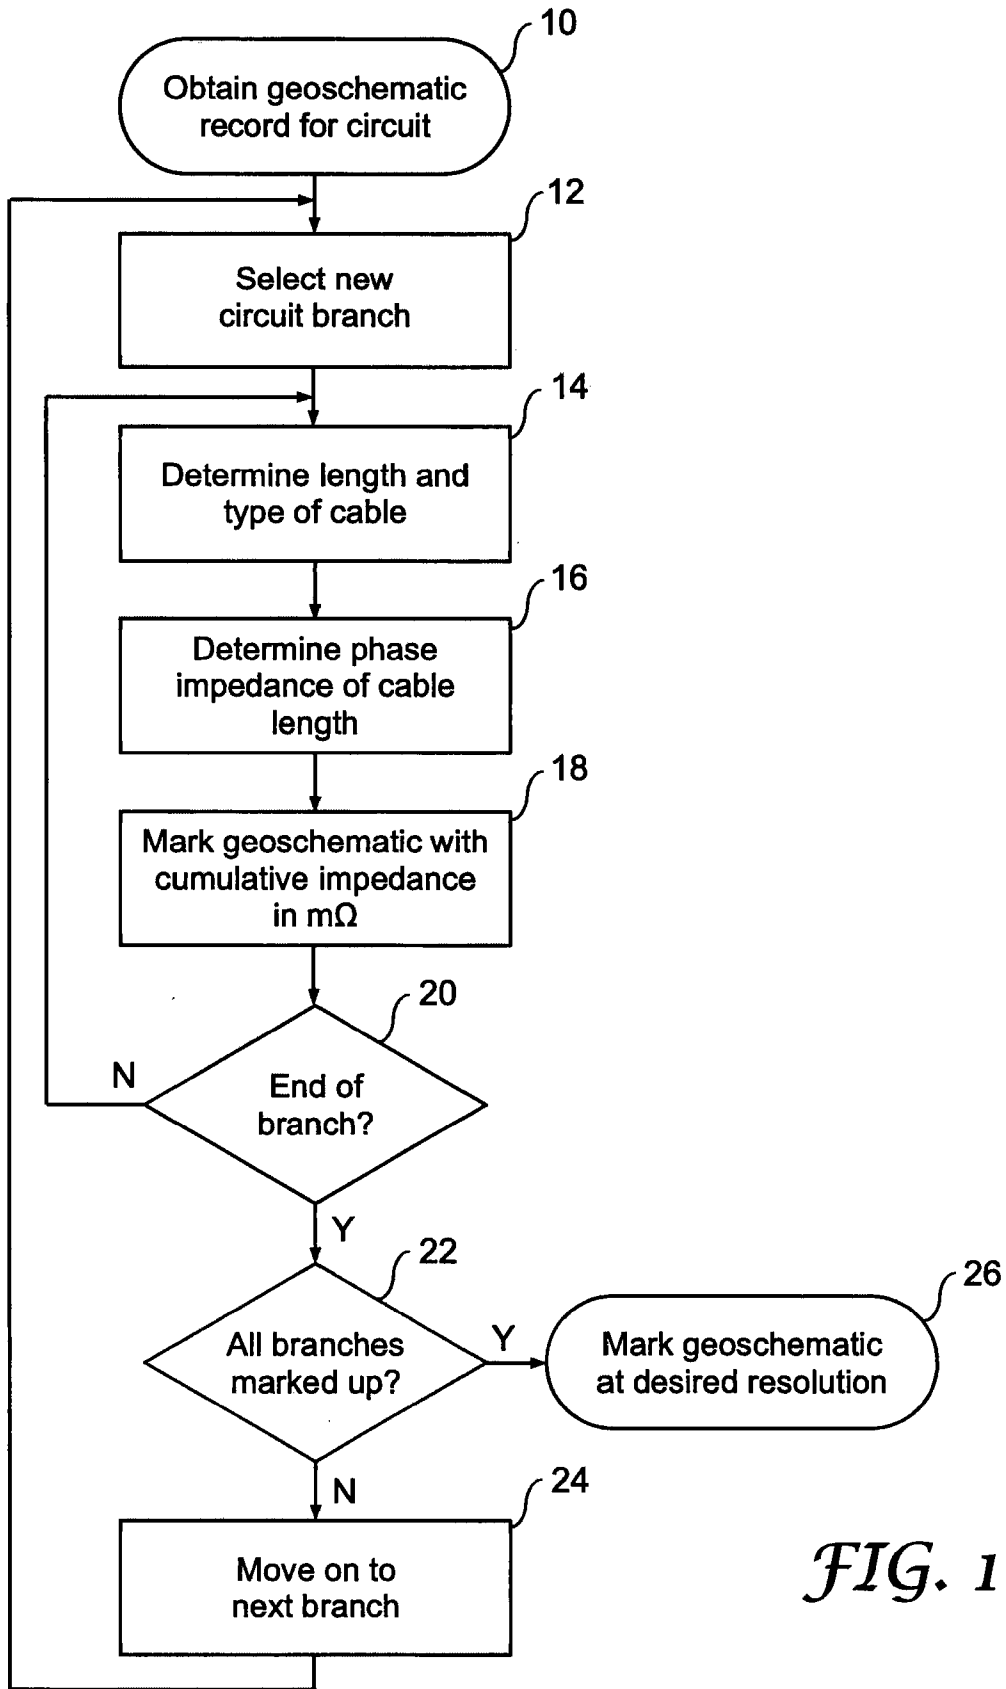 10
Obtain geoschematic
record for circuit
12
Select new
circuit branch
14
Determine length and
type of cable
16
Determine phase
impedance of cable
length
18
Mark geoschematic with
cumulative impedance
in mΩ
20
End of
branch?
N
Y
22
All branches
marked up?
Y
26
Mark geoschematic
at desired resolution
N
24
Move on to
next branch
FIG. 1